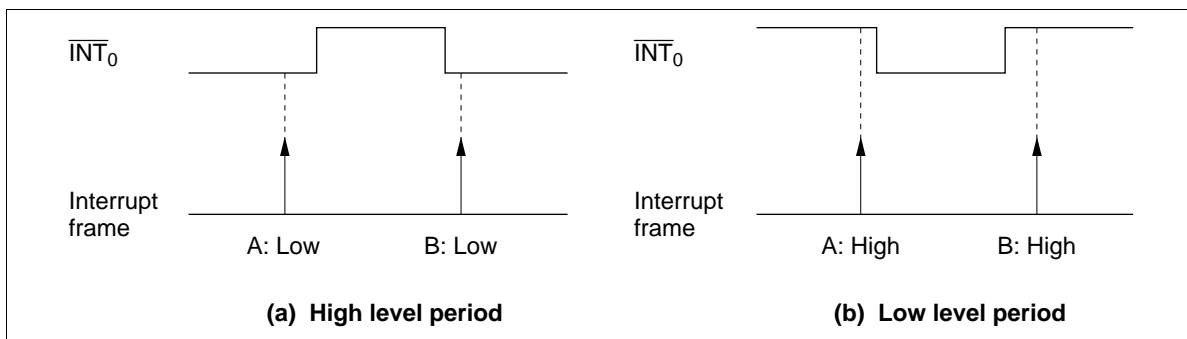 INT0
Interrupt
frame
A: Low
B: Low
(a) High level period
INT0
Interrupt
frame
A: High
B: High
(b) Low level period